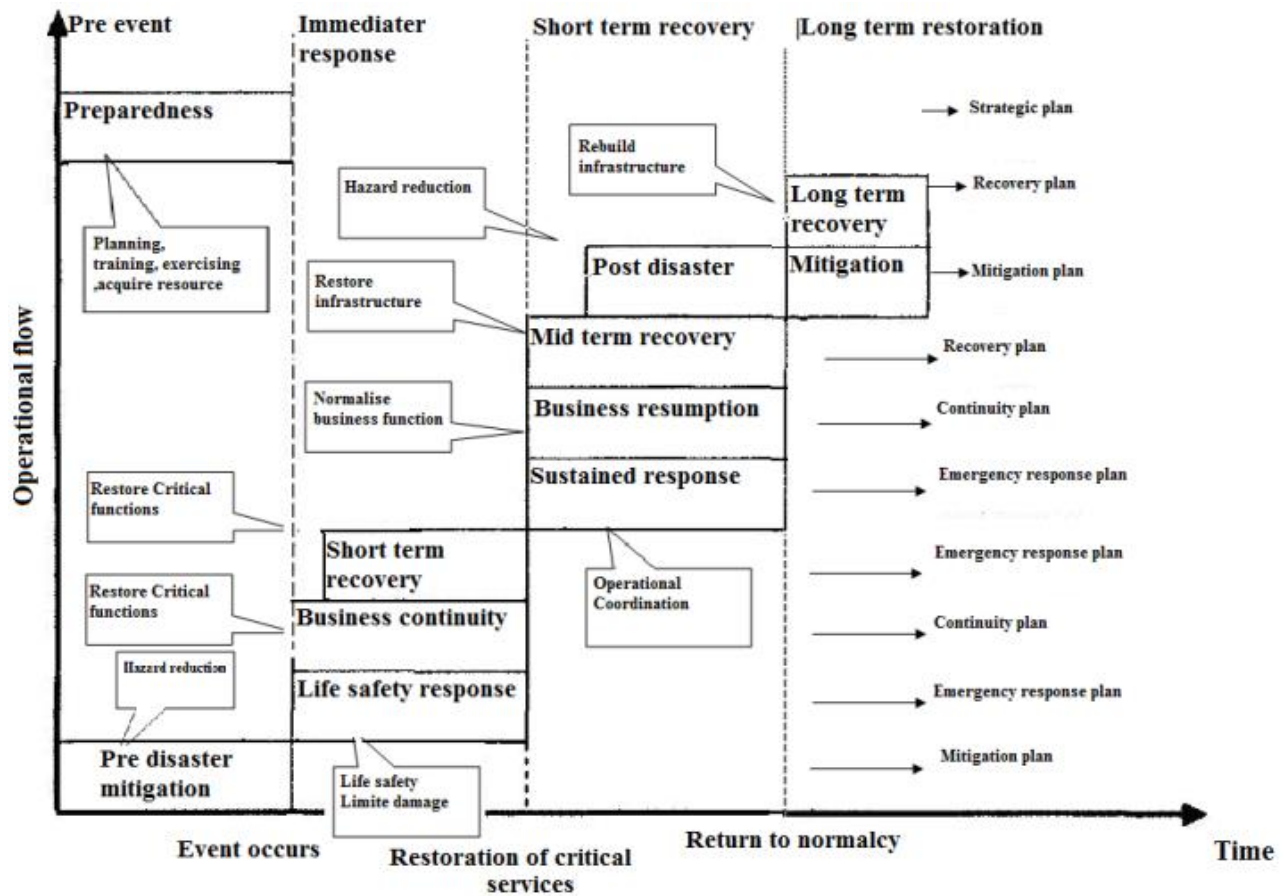 Pre event
Immediater
response
Short term recovery
|Long term restoration
Preparedness
Strategic plan
Rebuild
infrastructure
Hazard reduction
Long term
recovery
Recovery plan
Planning,
training, exercising
,acquire resource
Post disaster
Mitigation
Mitigation plan
Restore
infrastructure
Mid term recovery
Recovery plan
Operational flow
Normalise
business function
Business resumption
Continuity plan
Sustained response
Emergency response plan
Restore Critical
functions
Short term
recovery
Emergency response plan
Operational
Coordination
Restore Critical
functions
Business continuity
Continuity plan
Hazard reduction
Life safety response
Emergency response plan
Pre disaster
mitigation
Mitigation plan
Life safety
Limite damage
Event occurs
Restoration of critical
services
Return to normalcy
Time